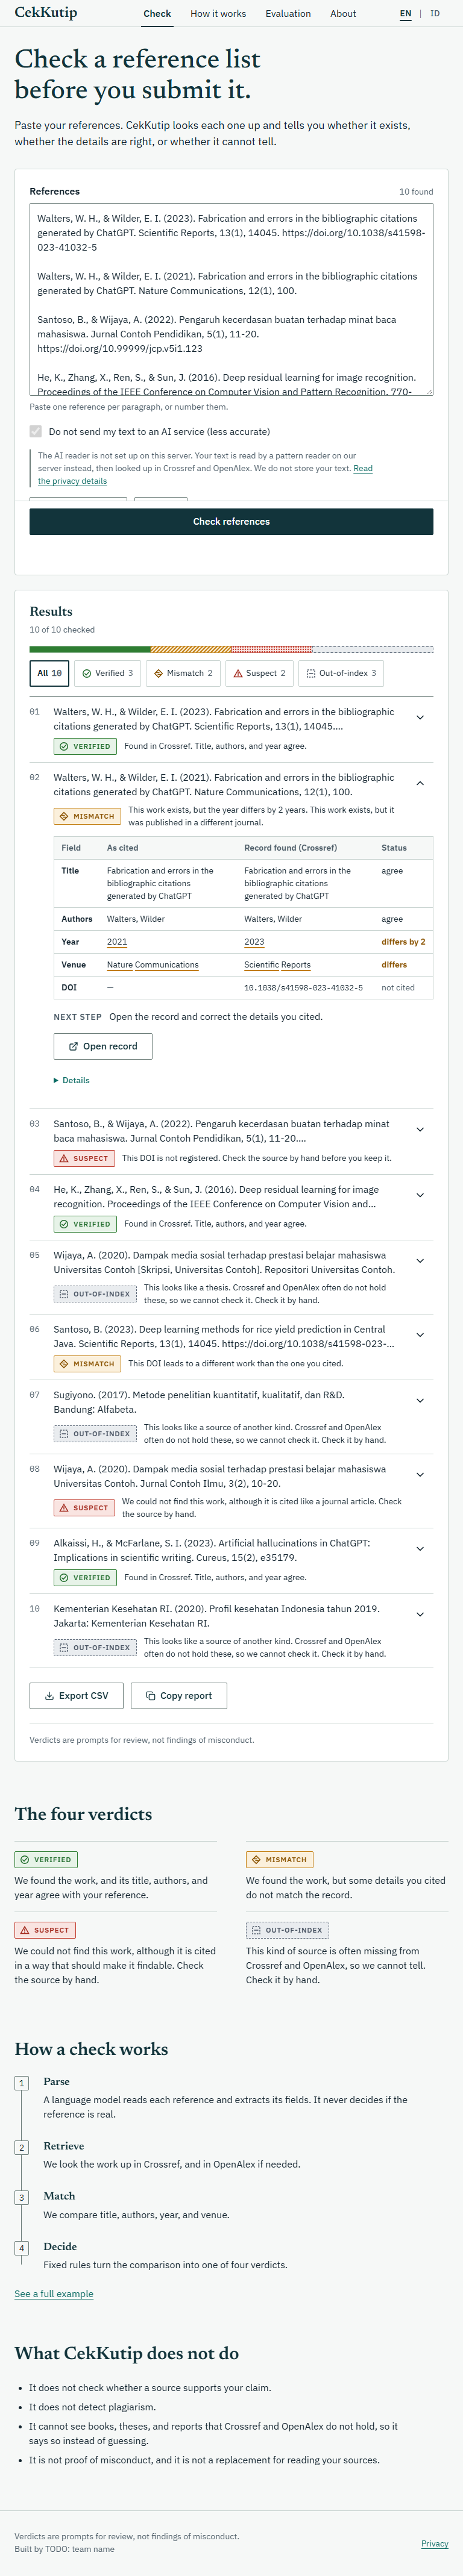 CekKutip
Check How it works Evaluation About
EN | ID
Check a reference list
before you submit it.
Paste your references. CekKutip looks each one up and tells you whether it exists,
whether the details are right, or whether it cannot tell.
References 10 found
Walters, W. H., & Wilder, E. I. (2023). Fabrication and errors in the bibliographic citations
generated by ChatGPT. Scientific Reports, 13(1), 14045. https://doi.org/10.1038/s41598-
023-41032-5
Walters, W. H., & Wilder, E. I. (2021). Fabrication and errors in the bibliographic citations
generated by ChatGPT. Nature Communications, 12(1), 100.
Santoso, B., & Wijaya, A. (2022). Pengaruh kecerdasan buatan terhadap minat baca
mahasiswa. Jurnal Contoh Pendidikan, 5(1), 11-20.
https://doi.org/10.99999/jcp.v5i1.123
He, K., Zhang, X., Ren, S., & Sun, J. (2016). Deep residual learning for image recognition.
Proceedings of the IEEE Conference on Computer Vision and Pattern Recognition, 770-
Paste one reference per paragraph, or number them.
Do not send my text to an AI service (less accurate)
The AI reader is not set up on this server. Your text is read by a pattern reader on our
server instead, then looked up in Crossref and OpenAlex. We do not store your text. Read
the privacy details
Check references
Results
10 of 10 checked
All 10 Verified 3 Mismatch 2 Suspect 2 Out-of-index 3
01 Walters, W. H., & Wilder, E. I. (2023). Fabrication and errors in the bibliographic
citations generated by ChatGPT. Scientific Reports, 13(1), 14045....
VERIFIED Found in Crossref. Title, authors, and year agree.
02 Walters, W. H., & Wilder, E. I. (2021). Fabrication and errors in the bibliographic
citations generated by ChatGPT. Nature Communications, 12(1), 100.
MISMATCH This work exists, but the year differs by 2 years. This work exists, but it
was published in a different journal.
Field As cited Record found (Crossref) Status
Title Fabrication and errors in the bibliographic citations generated by ChatGPT Fabrication and errors in the bibliographic citations generated by ChatGPT agree
Authors Walters, Wilder Walters, Wilder agree
Year 2021 2023 differs by 2
Venue Nature Communications Scientific Reports differs
DOI — 10.1038/s41598-023-41032-5 not cited
NEXT STEP Open the record and correct the details you cited.
Open record
Details
03 Santoso, B., & Wijaya, A. (2022). Pengaruh kecerdasan buatan terhadap minat
baca mahasiswa. Jurnal Contoh Pendidikan, 5(1), 11-20....
SUSPECT This DOI is not registered. Check the source by hand before you keep it.
04 He, K., Zhang, X., Ren, S., & Sun, J. (2016). Deep residual learning for image
recognition. Proceedings of the IEEE Conference on Computer Vision and...
VERIFIED Found in Crossref. Title, authors, and year agree.
05 Wijaya, A. (2020). Dampak media sosial terhadap prestasi belajar mahasiswa
Universitas Contoh [Skripsi, Universitas Contoh]. Repositori Universitas Contoh.
OUT-OF-INDEX This looks like a thesis. Crossref and OpenAlex often do not hold
these, so we cannot check it. Check it by hand.
06 Santoso, B. (2023). Deep learning methods for rice yield prediction in Central
Java. Scientific Reports, 13(1), 14045. https://doi.org/10.1038/s41598-023-...
MISMATCH This DOI leads to a different work than the one you cited.
07 Sugiyono. (2017). Metode penelitian kuantitatif, kualitatif, dan R&D.
Bandung: Alfabeta.
OUT-OF-INDEX This looks like a source of another kind. Crossref and OpenAlex
often do not hold these, so we cannot check it. Check it by hand.
08 Wijaya, A. (2020). Dampak media sosial terhadap prestasi belajar mahasiswa
Universitas Contoh. Jurnal Contoh Ilmu, 3(2), 10-20.
SUSPECT We could not find this work, although it is cited like a journal article. Check
the source by hand.
09 Alkaissi, H., & McFarlane, S. I. (2023). Artificial hallucinations in ChatGPT:
Implications in scientific writing. Cureus, 15(2), e35179.
VERIFIED Found in Crossref. Title, authors, and year agree.
10 Kementerian Kesehatan RI. (2020). Profil kesehatan Indonesia tahun 2019.
Jakarta: Kementerian Kesehatan RI.
OUT-OF-INDEX This looks like a source of another kind. Crossref and OpenAlex
often do not hold these, so we cannot check it. Check it by hand.
Export CSV Copy report
Verdicts are prompts for review, not findings of misconduct.
The four verdicts
VERIFIED
We found the work, and its title, authors, and
year agree with your reference.
MISMATCH
We found the work, but some details you cited
do not match the record.
SUSPECT
We could not find this work, although it is cited
in a way that should make it findable. Check
the source by hand.
OUT-OF-INDEX
This kind of source is often missing from
Crossref and OpenAlex, so we cannot tell.
Check it by hand.
How a check works
1 Parse
A language model reads each reference and extracts its fields. It never decides if the
reference is real.
2 Retrieve
We look the work up in Crossref, and in OpenAlex if needed.
3 Match
We compare title, authors, year, and venue.
4 Decide
Fixed rules turn the comparison into one of four verdicts.
See a full example
What CekKutip does not do
• It does not check whether a source supports your claim.
• It does not detect plagiarism.
• It cannot see books, theses, and reports that Crossref and OpenAlex do not hold, so it
says so instead of guessing.
• It is not proof of misconduct, and it is not a replacement for reading your sources.
Verdicts are prompts for review, not findings of misconduct.
Built by TODO: team name
Privacy